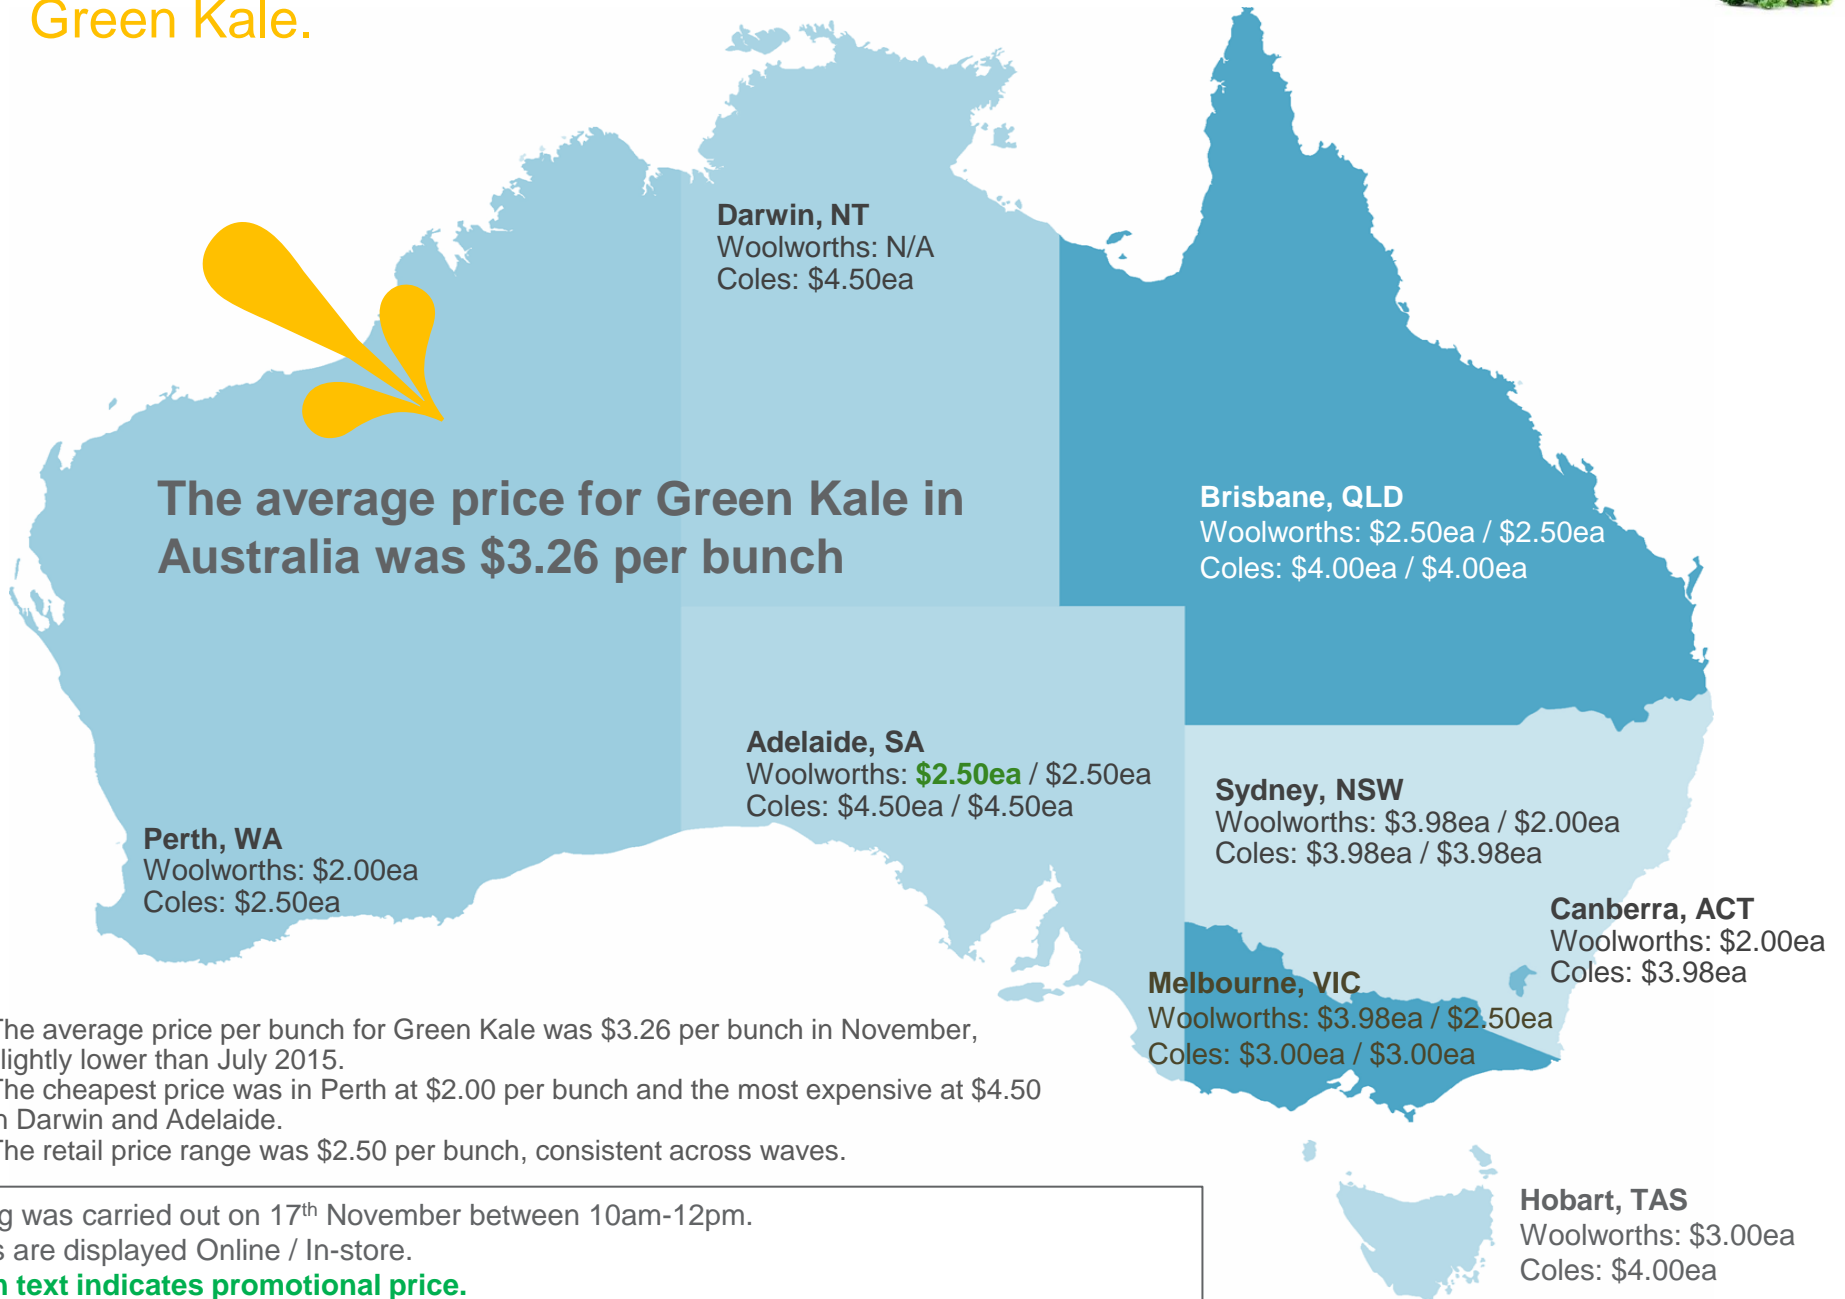 Green Kale.
Darwin, NT
Woolworths: N/A
Coles: $4.50ea
The average price for Green Kale in
Australia was $3.26 per bunch
Brisbane, QLD
Woolworths: $2.50ea / $2.50ea
Coles: $4.00ea / $4.00ea
Adelaide, SA
Woolworths: $2.50ea / $2.50ea
Coles: $4.50ea / $4.50ea
Sydney, NSW
Woolworths: $3.98ea / $2.00ea
Coles: $3.98ea / $3.98ea
Perth, WA
Woolworths: $2.00ea
Coles: $2.50ea
Canberra, ACT
Woolworths: $2.00ea
Coles: $3.98ea
Melbourne, VIC
Woolworths: $3.98ea / $2.50ea
Coles: $3.00ea / $3.00ea
The average price per bunch for Green Kale was $3.26 per bunch in November,
lightly lower than July 2015.
The cheapest price was in Perth at $2.00 per bunch and the most expensive at $4.50
n Darwin and Adelaide.
The retail price range was $2.50 per bunch, consistent across waves.
g was carried out on 17th November between 10am-12pm.
s are displayed Online / In-store.
n text indicates promotional price.
Hobart, TAS
Woolworths: $3.00ea
Coles: $4.00ea